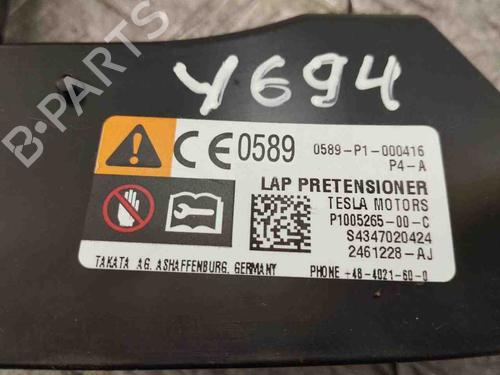 Y694
B-PARTS
CE 0589
0589-P1-000416
P4-A
LAP PRETENSIONER
TESLA MOTORS
P1005265-00-C
S4347020424
2461228-AJ
TAKATA AG. ASHAFFENBURG, GERMANY PHONE +48-4021-60-0